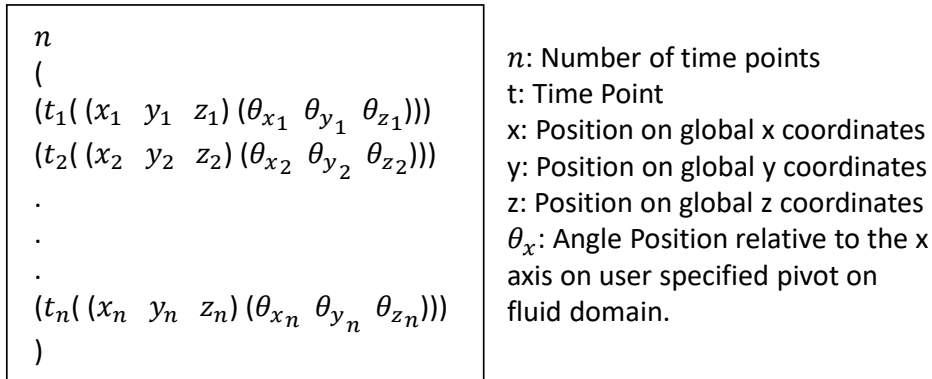 n
(
(t₁( (x₁ y₁ z₁) (θₓ₁ θy₁ θz₁)))
(t₂( (x₂ y₂ z₂) (θₓ₂ θy₂ θz₂)))
.
.
.
(tₙ( (xₙ yₙ zₙ) (θₓₙ θyₙ θzₙ)))
)
n: Number of time points
t: Time Point
x: Position on global x coordinates
y: Position on global y coordinates
z: Position on global z coordinates
θₓ: Angle Position relative to the x
axis on user specified pivot on
fluid domain.